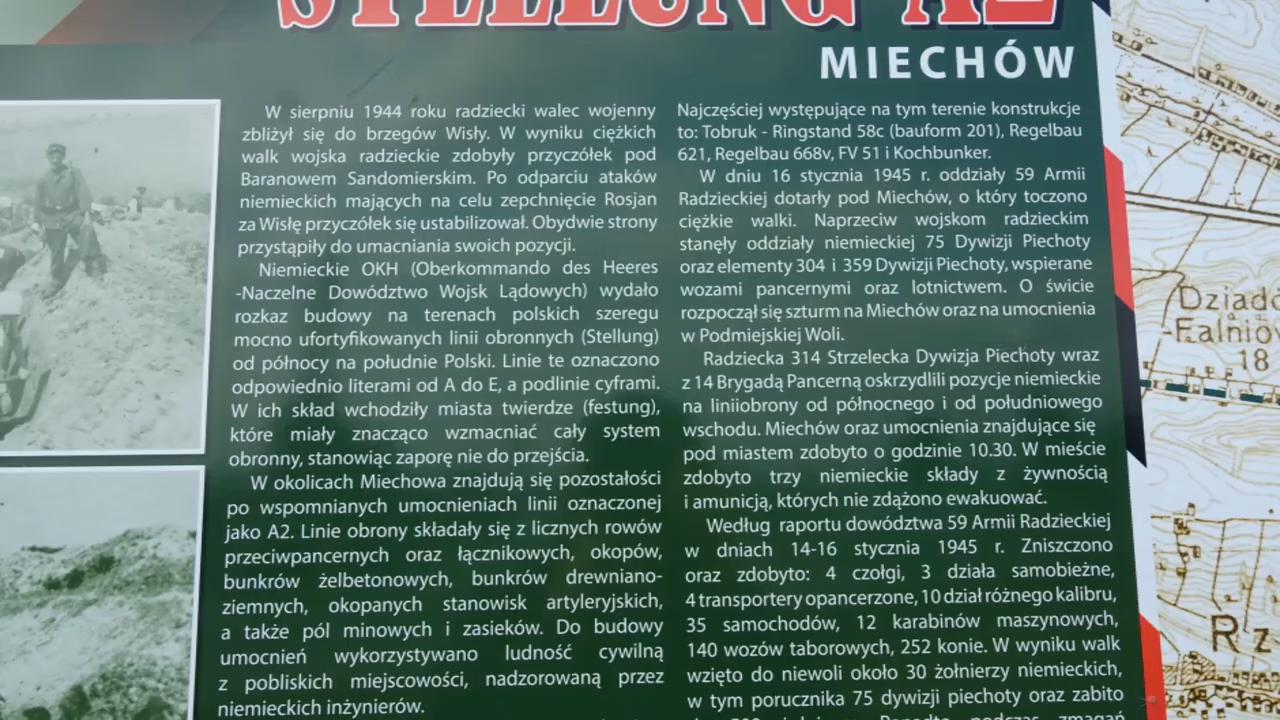 STELLUNG A2
MIECHÓW
W sierpniu 1944 roku radziecki walec wojenny
zbliżył się do brzegów Wisły. W wyniku ciężkich
walk wojska radzieckie zdobyły przyczółek pod
Baranowem Sandomierskim. Po odparciu ataków
niemieckich mających na celu zepchnięcie Rosjan
za Wisłę przyczółek się ustabilizował. Obydwie strony
przystąpiły do umacniania swoich pozycji.
Niemieckie OKH (Oberkommando des Heeres
-Naczelne Dowództwo Wojsk Lądowych) wydało
rozkaz budowy na terenach polskich szeregu
mocno ufortyfikowanych linii obronnych (Stellung)
od północy na południe Polski. Linie te oznaczono
odpowiednio literami od A do E, a podlinie cyframi.
W ich skład wchodziły miasta twierdze (festung),
które miały znacząco wzmacniać cały system
obronny, stanowiąc zaporę nie do przejścia.
W okolicach Miechowa znajdują się pozostałości
po wspomnianych umocnieniach linii oznaczonej
jako A2. Linie obrony składały się z licznych rowów
przeciwpancernych oraz łącznikowych, okopów,
bunkrów żelbetonowych, bunkrów drewniano-
ziemnych, okopanych stanowisk artyleryjskich,
a także pól minowych i zasieków. Do budowy
umocnień wykorzystywano ludność cywilną
z pobliskich miejscowości, nadzorowaną przez
niemieckich inżynierów.
Najczęściej występujące na tym terenie konstrukcje
to: Tobruk - Ringstand 58c (bauform 201), Regelbau
621, Regelbau 668v, FV 51 i Kochbunker.
W dniu 16 stycznia 1945 r. oddziały 59 Armii
Radzieckiej dotarły pod Miechów, o który toczono
ciężkie walki. Naprzeciw wojskom radzieckim
stanęły oddziały niemieckiej 75 Dywizji Piechoty
oraz elementy 304 i 359 Dywizji Piechoty, wspierane
wozami pancernymi oraz lotnictwem. O świcie
rozpoczął się szturm na Miechów oraz na umocnienia
w Podmiejskiej Woli.
Radziecka 314 Strzelecka Dywizja Piechoty wraz
z 14 Brygadą Pancerną oskrzydlili pozycje niemieckie
na liniiobrony od północnego i od południowego
wschodu. Miechów oraz umocnienia znajdujące się
pod miastem zdobyto o godzinie 10.30. W mieście
zdobyto trzy niemieckie składy z żywnością
i amunicją, których nie zdążono ewakuować.
Według raportu dowództwa 59 Armii Radzieckiej
w dniach 14-16 stycznia 1945 r. Zniszczono
oraz zdobyto: 4 czołgi, 3 działa samobieżne,
4 transportery opancerzone, 10 dział różnego kalibru,
35 samochodów, 12 karabinów maszynowych,
140 wozów taborowych, 252 konie. W wyniku walk
wzięto do niewoli około 30 żołnierzy niemieckich,
w tym porucznika 75 dywizji piechoty oraz zabito
Ponadto podczas zmagań
18